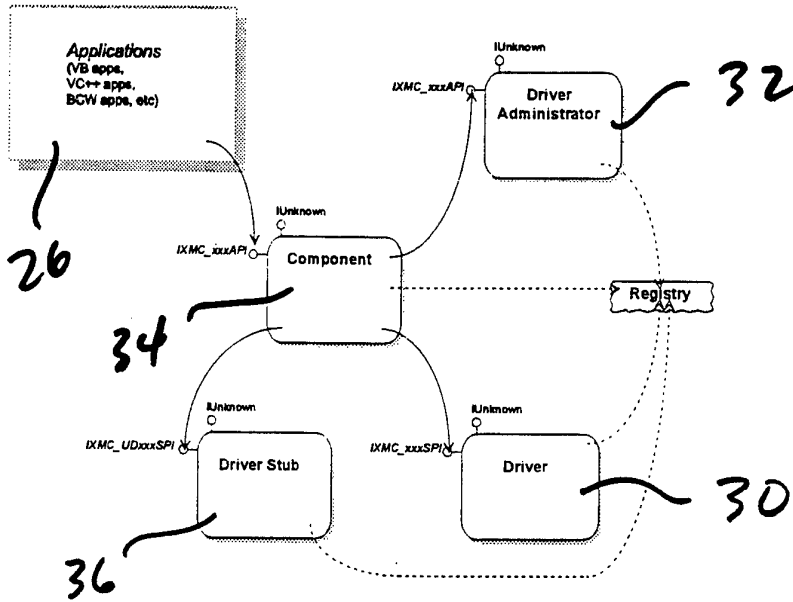 Applications
(VB apps,
VC++ apps,
BCW apps, etc)
26
IUnknown
IXMC_xxxAPI
Driver
Administrator
32
IUnknown
IXMC_xxxAPI
Component
34
Registry
IUnknown
IXMC_UDxxxSPI
Driver Stub
36
IUnknown
IXMC_xxxSPI
Driver
30